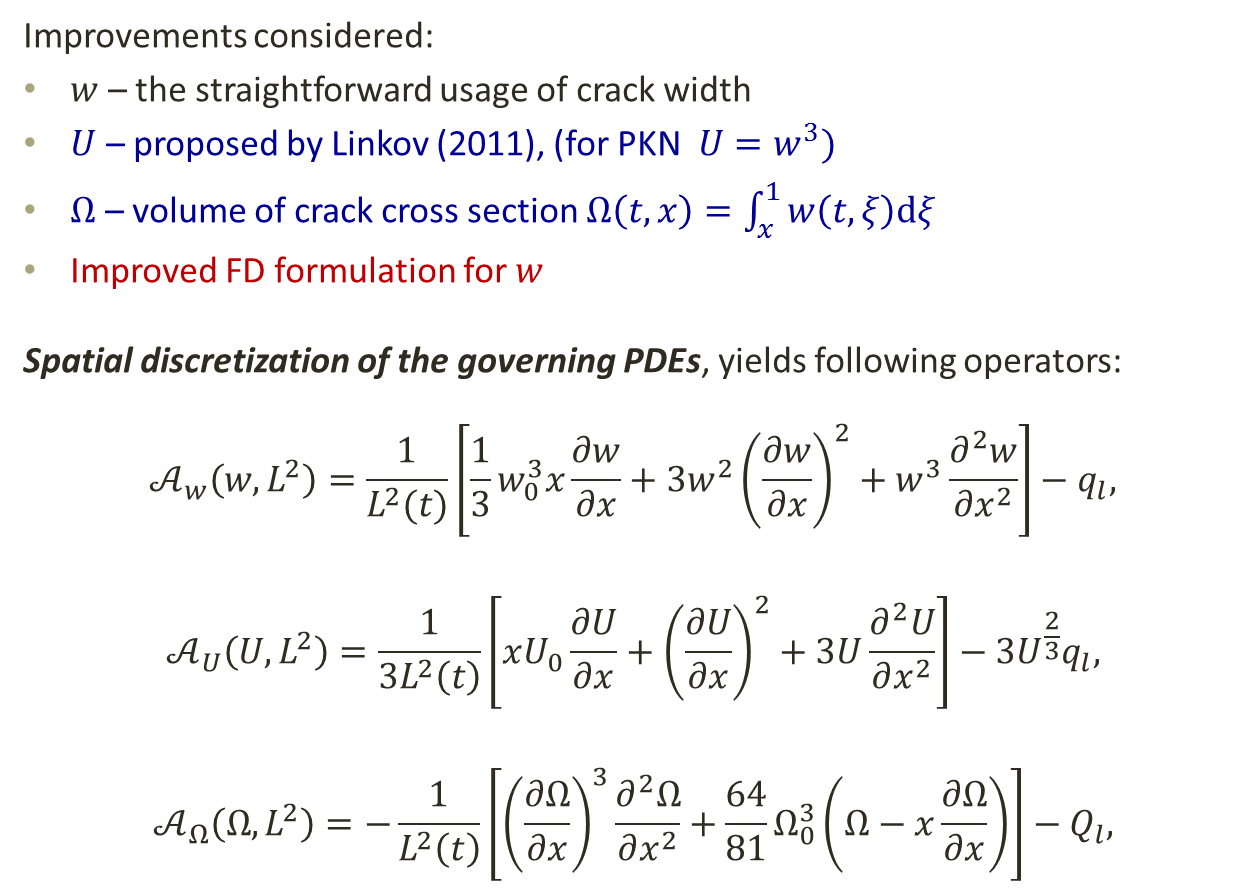 Improvements considered:
• w – the straightforward usage of crack width
• U – proposed by Linkov (2011), (for PKN U = w³)
• Ω – volume of crack cross section Ω(t, x) = ∫ₓ¹ w(t, ξ)dξ
• Improved FD formulation for w
Spatial discretization of the governing PDEs, yields following operators:
𝒜_w(w, L²) = 1/L²(t) [1/3 w₀³ x ∂w/∂x + 3w² (∂w/∂x)² + w³ ∂²w/∂x²] − q_l,
𝒜_U(U, L²) = 1/3L²(t) [xU₀ ∂U/∂x + (∂U/∂x)² + 3U ∂²U/∂x²] − 3U^(2/3) q_l,
𝒜_Ω(Ω, L²) = − 1/L²(t) [(∂Ω/∂x)³ ∂²Ω/∂x² + 64/81 Ω₀³ (Ω − x ∂Ω/∂x)] − Q_l,